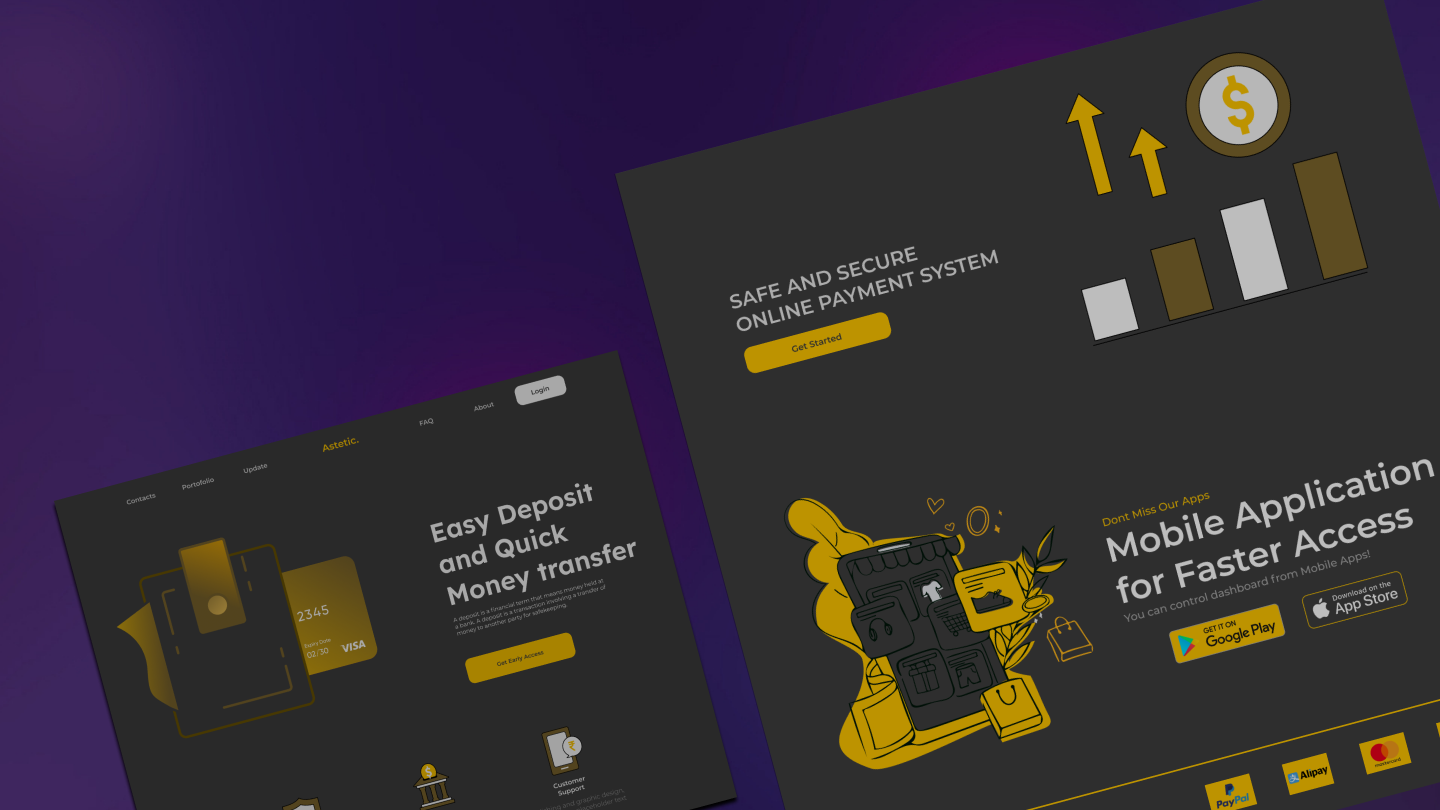 Contacts
Portofolio
Update
Astetic.
FAQ
About
Login
Easy Deposit
and Quick
Money transfer
A deposit is a financial term that means money held at
a bank. A deposit is a transaction involving a transfer of
money to another party for safekeeping.
Get Early Access
2345
Expiry Date
02/30
VISA
$
₹
Customer
Support
and graphic design,
text
SAFE AND SECURE
ONLINE PAYMENT SYSTEM
Get Started
$
Dont Miss Our Apps
Mobile Application
for Faster Access
You can control dashboard from Mobile Apps!
GET IT ON
Google Play
Download on the
App Store
PayPal
Alipay
mastercard